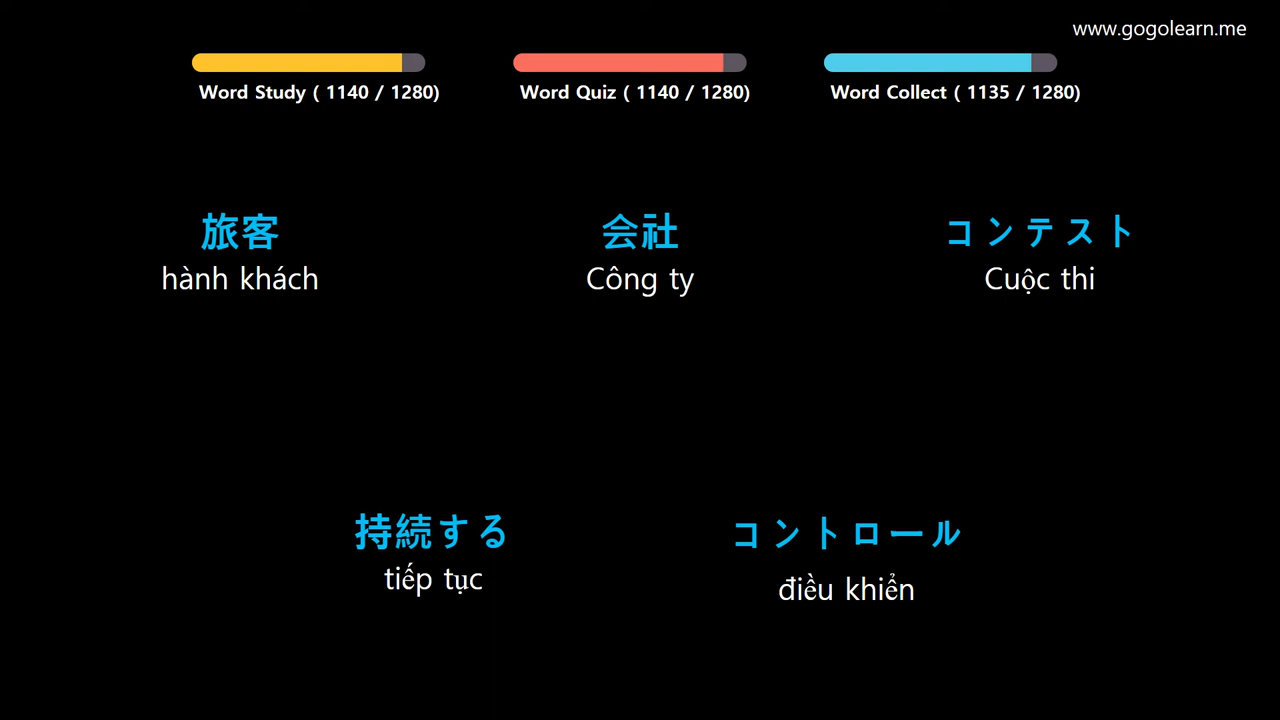 www.gogolearn.me
Word Study ( 1140 / 1280)
Word Quiz ( 1140 / 1280)
Word Collect ( 1135 / 1280)
旅客
hành khách
会社
Công ty
コンテスト
Cuộc thi
持続する
tiếp tục
コントロール
điều khiển